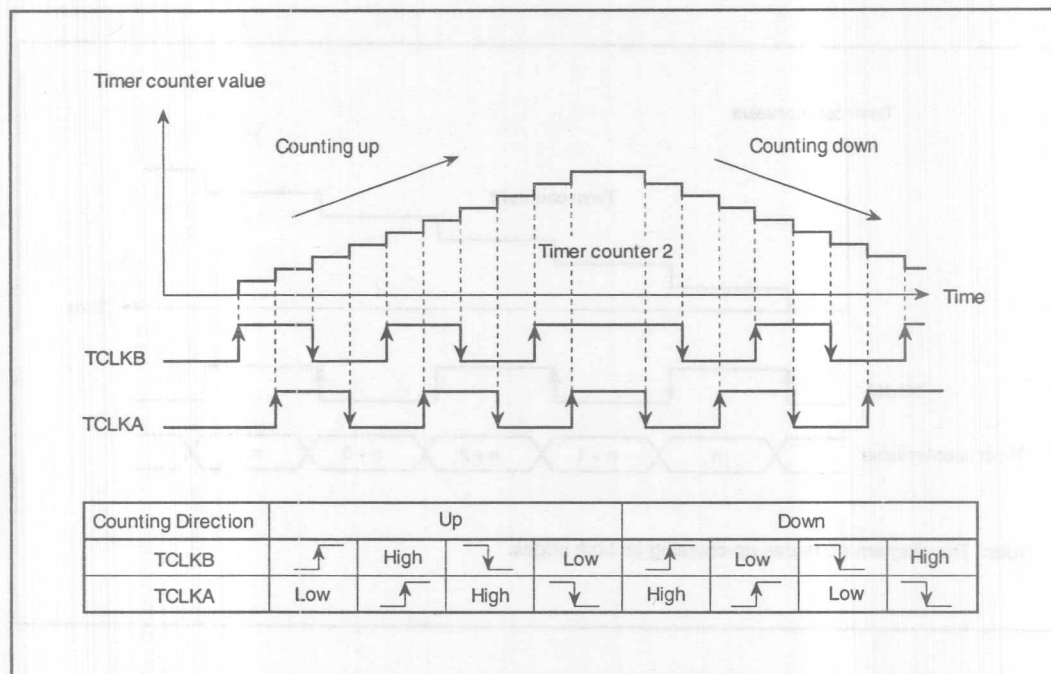 Timer counter value
Counting up
Counting down
Timer counter 2
Time
TCLKB
TCLKA
Counting Direction Up Down
TCLKB High Low Low High
TCLKA Low High High Low